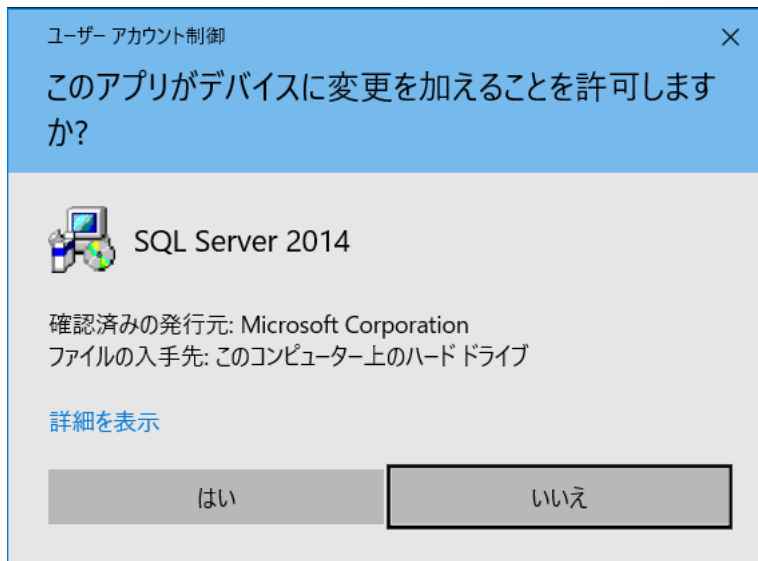 ユーザー アカウント制御
このアプリがデバイスに変更を加えることを許可します
か?
SQL Server 2014
確認済みの発行元: Microsoft Corporation
ファイルの入手先: このコンピューター上のハード ドライブ
詳細を表示
はい
いいえ